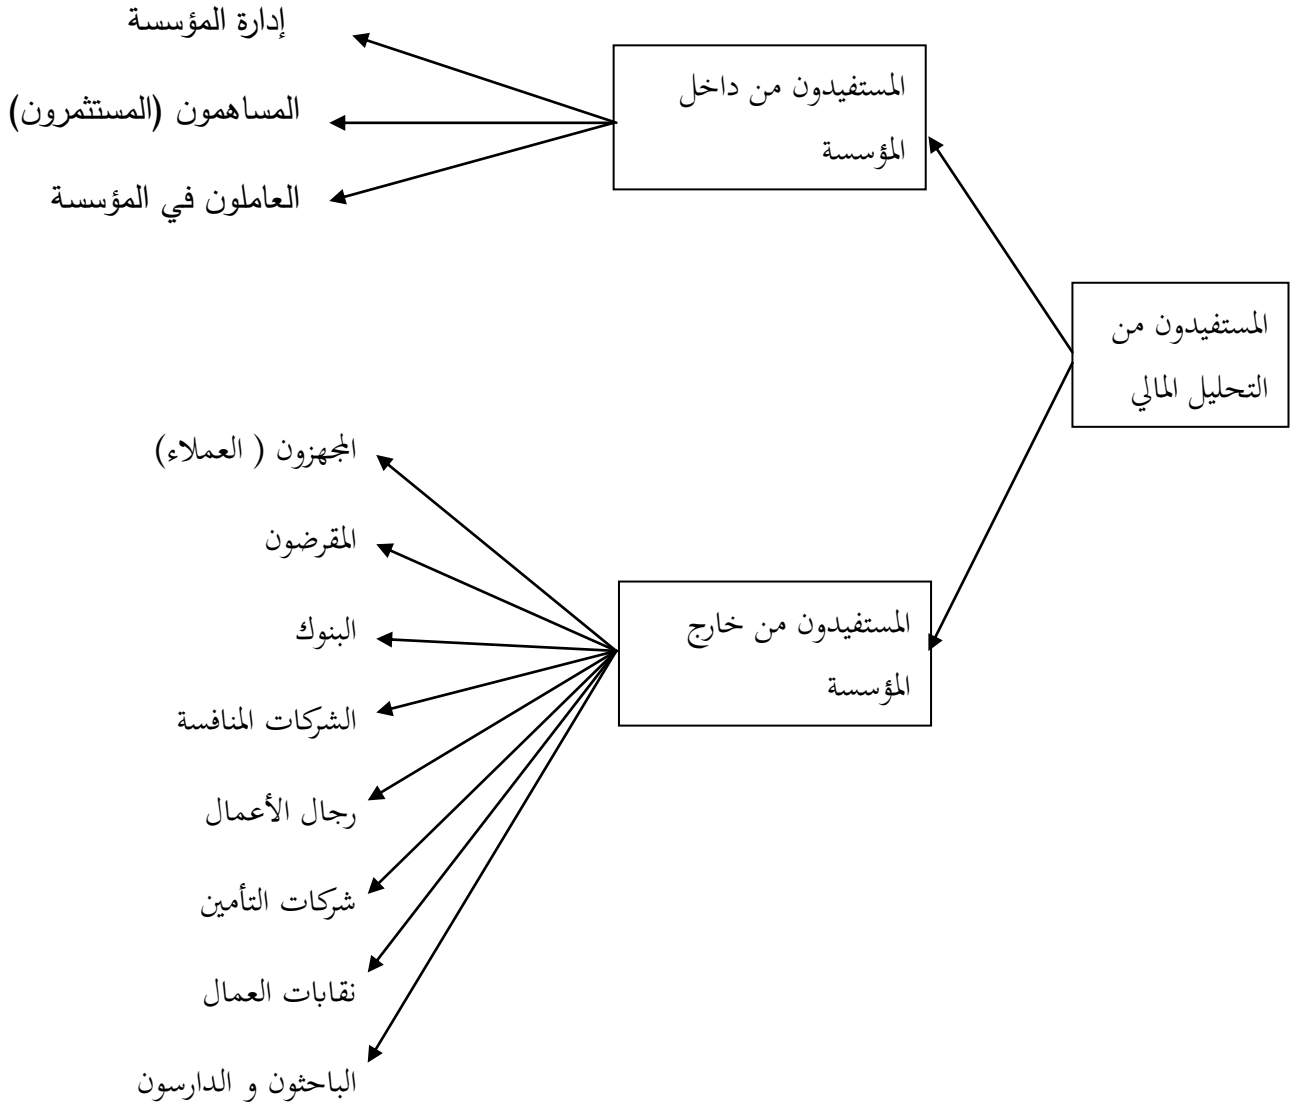 المستفيدون من
التحليل المالي
المستفيدون من داخل
المؤسسة
إدارة المؤسسة
المساهمون (المستثمرون)
العاملون في المؤسسة
المستفيدون من خارج
المؤسسة
المجهزون ( العملاء)
المقرضون
البنوك
الشركات المنافسة
رجال الأعمال
شركات التأمين
نقابات العمال
الباحثون و الدارسون